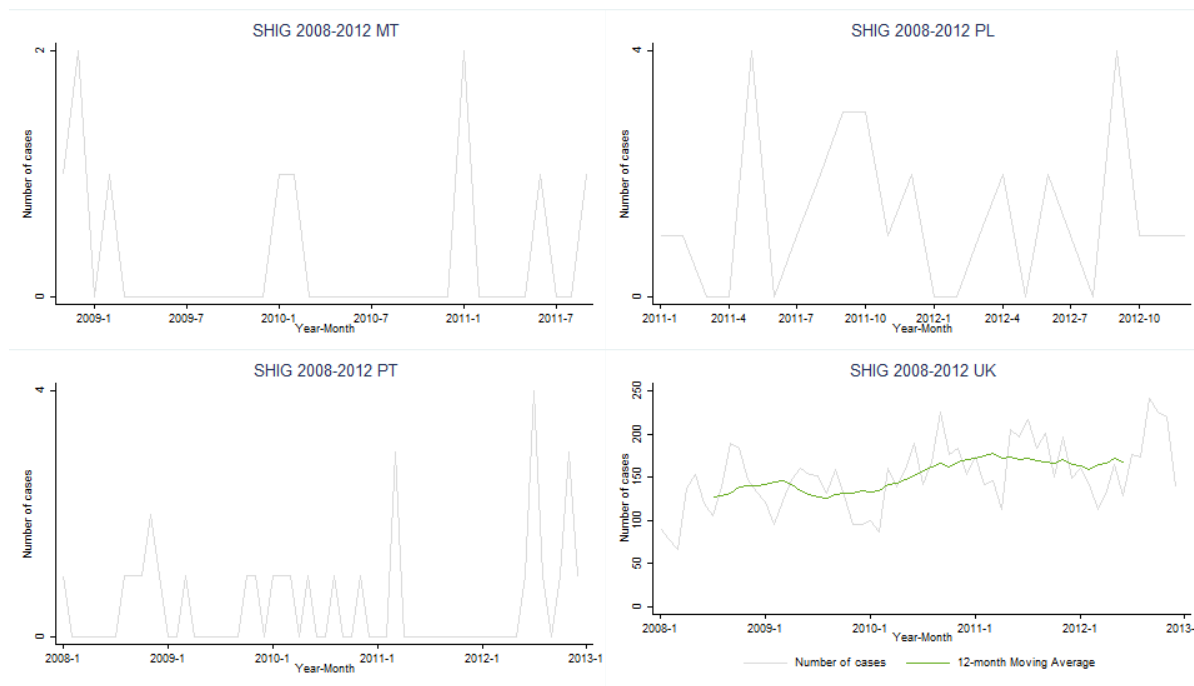 SHIG 2008-2012 MT
Number of cases
2
0
2009-1 2009-7 2010-1 2010-7 2011-1 2011-7
Year-Month
SHIG 2008-2012 PL
Number of cases
4
0
2011-1 2011-4 2011-7 2011-10 2012-1 2012-4 2012-7 2012-10
Year-Month
SHIG 2008-2012 PT
Number of cases
4
0
2008-1 2009-1 2010-1 2011-1 2012-1 2013-1
Year-Month
SHIG 2008-2012 UK
Number of cases
250
200
150
100
50
0
2008-1 2009-1 2010-1 2011-1 2012-1 2013-
Year-Month
Number of cases 12-month Moving Average